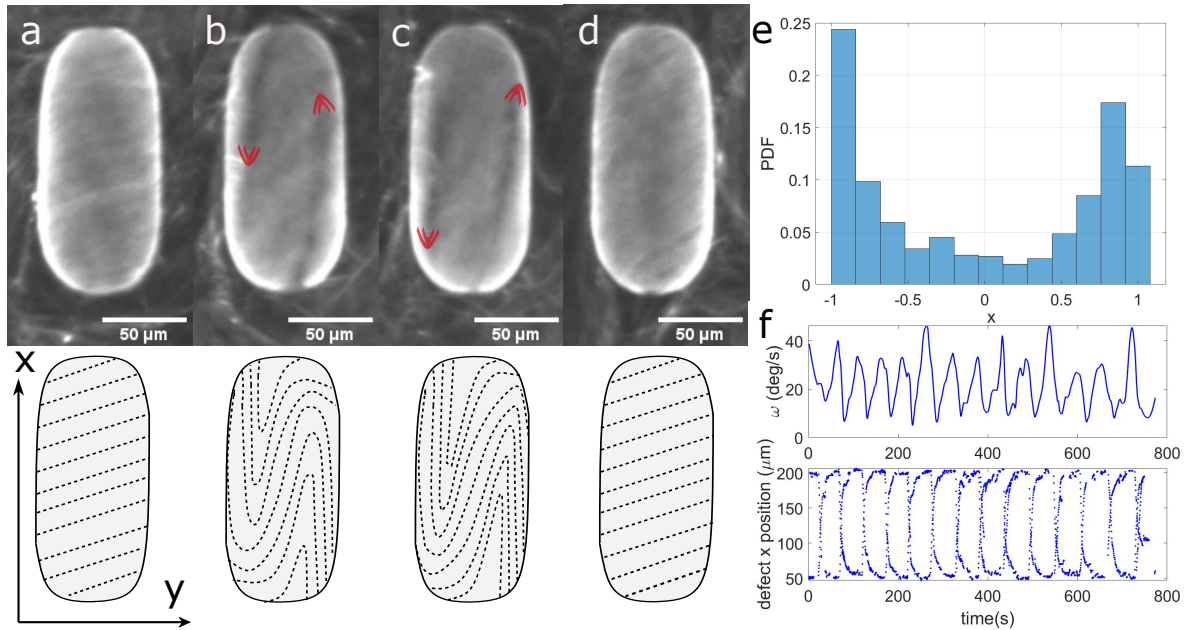 a
b
c
d
50 μm
50 μm
50 μm
50 μm
x
y
e
PDF
0.25
0.2
0.15
0.1
0.05
0
-1
-0.5
0
0.5
1
x
f
ω (deg/s)
40
20
0
0
200
400
600
800
defect x position (μm)
200
150
100
50
0
200
400
600
800
time(s)